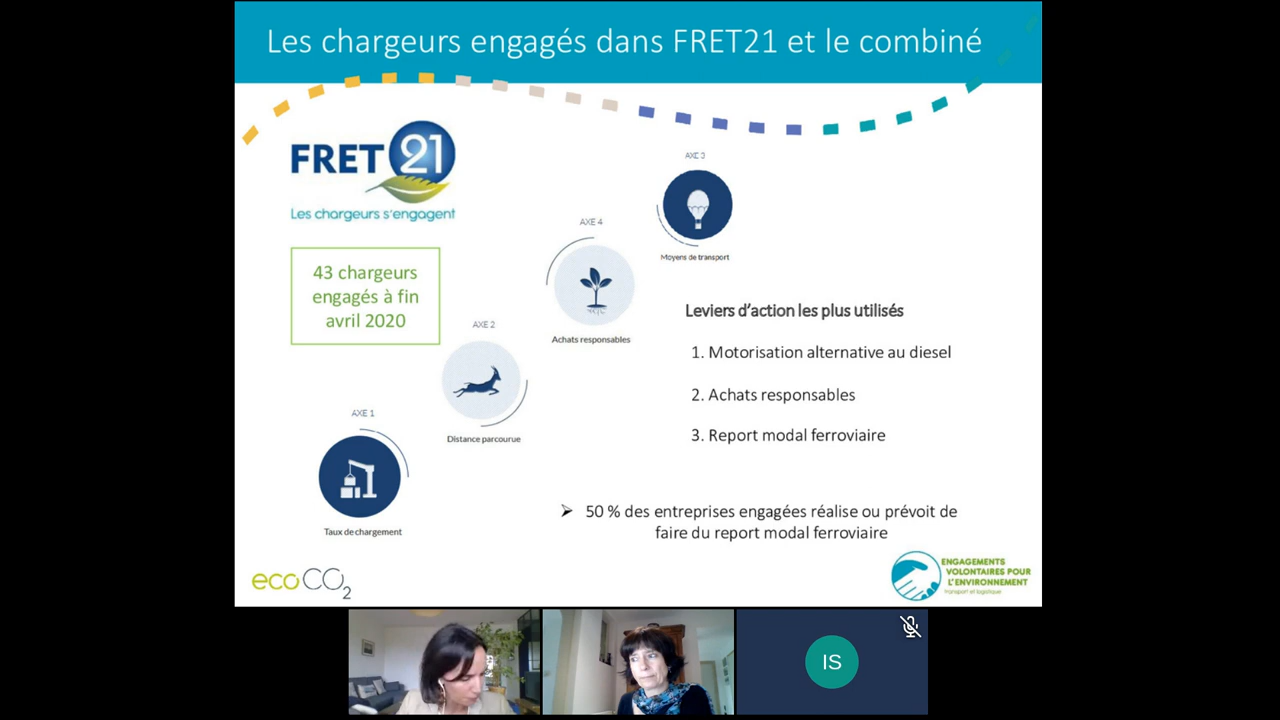 Les chargeurs engagés dans FRET21 et le combiné
FRET 21
Les chargeurs s'engagent
43 chargeurs
engagés à fin
avril 2020
AXE 1
Taux de chargement
AXE 2
Distance parcourue
AXE 4
Achats responsables
AXE 3
Moyens de transport
Leviers d'action les plus utilisés
1. Motorisation alternative au diesel
2. Achats responsables
3. Report modal ferroviaire
➢ 50 % des entreprises engagées réalise ou prévoit de
faire du report modal ferroviaire
ecoCO2
ENGAGEMENTS
VOLONTAIRES POUR
L'ENVIRONNEMENT
transport et logistique
IS